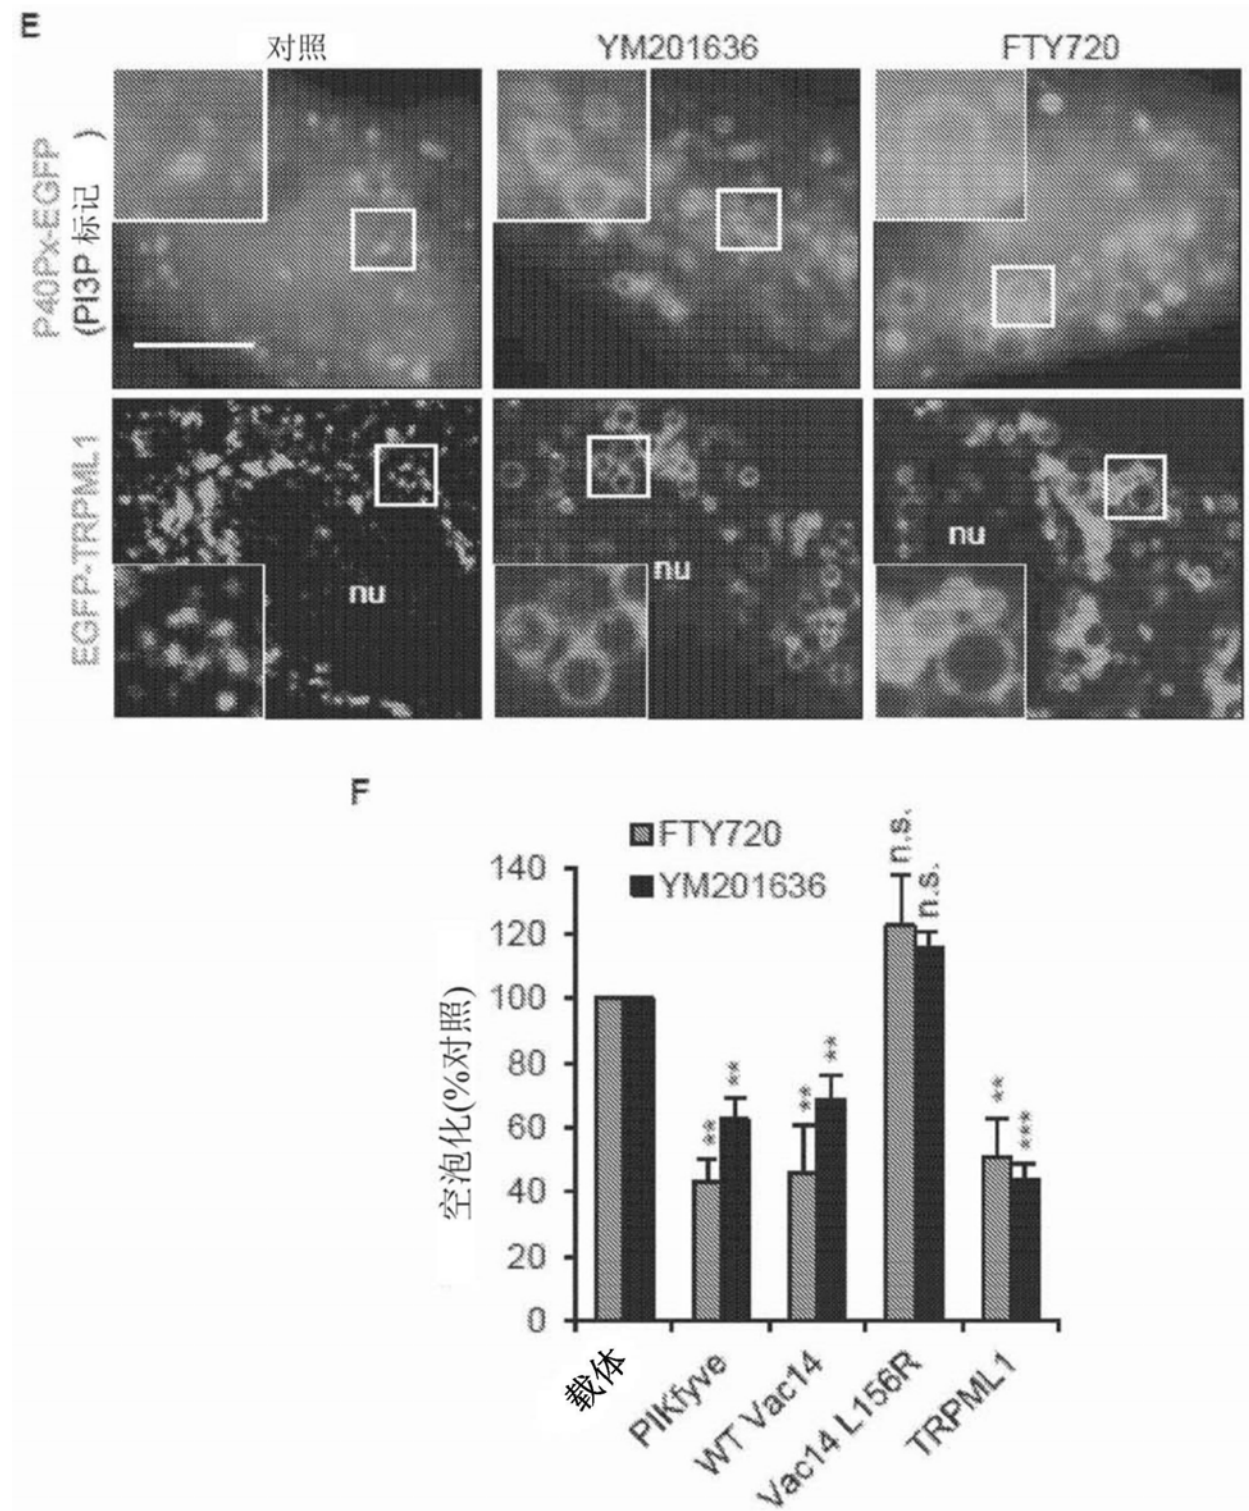 E
对照 YM201636 FTY720
P40Px-EGFP
(PI3P 标记 )
EGFP-TRPML1
nu nu nu
F
FTY720
YM201636
空泡化(%对照)
140
120
100
80
60
40
20
0
** ** ** ** n.s. n.s. ** ***
载体 PIKfyve WT Vac14 Vac14 L156R TRPML1